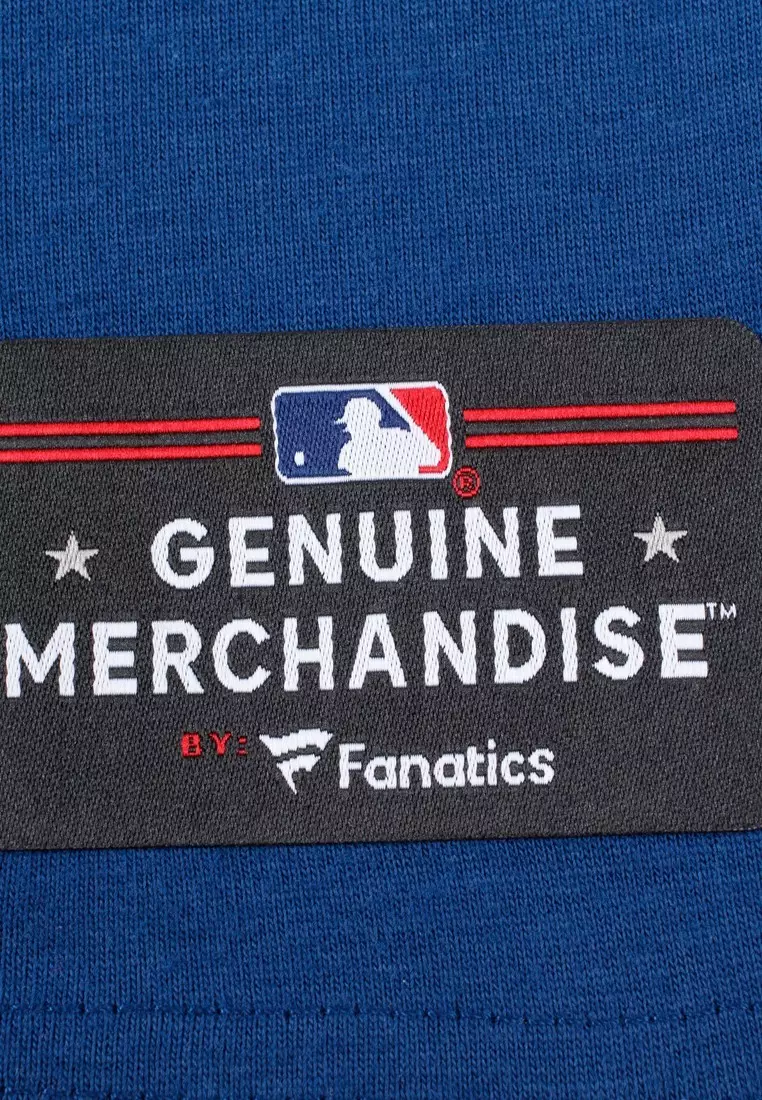 ®
GENUINE
MERCHANDISE™
BY: Fanatics